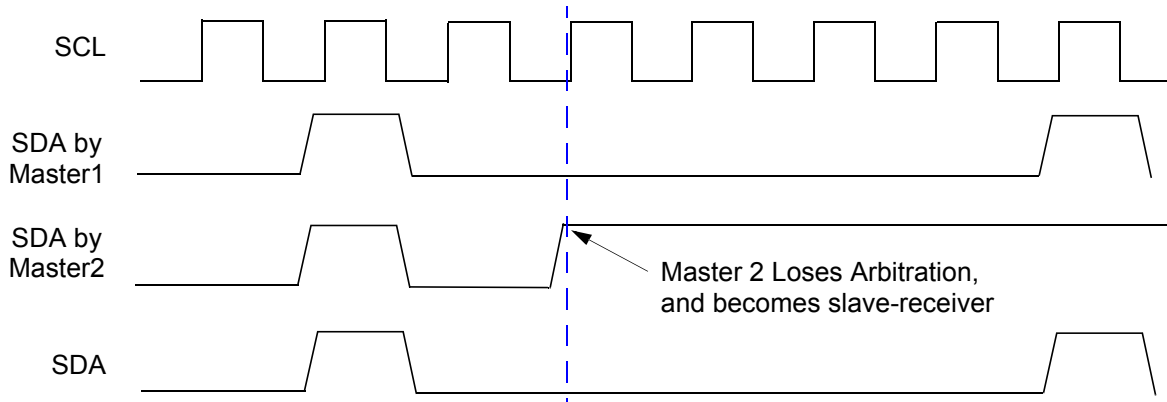 SCL
SDA by
Master1
SDA by
Master2
Master 2 Loses Arbitration,
and becomes slave-receiver
SDA